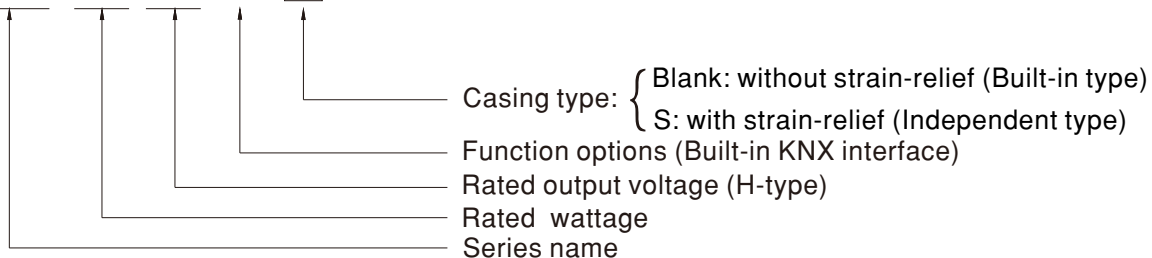 Blank: without strain-relief (Built-in type)
Casing type:
S: with strain-relief (Independent type)
Function options (Built-in KNX interface)
Rated output voltage (H-type)
Rated wattage
Series name